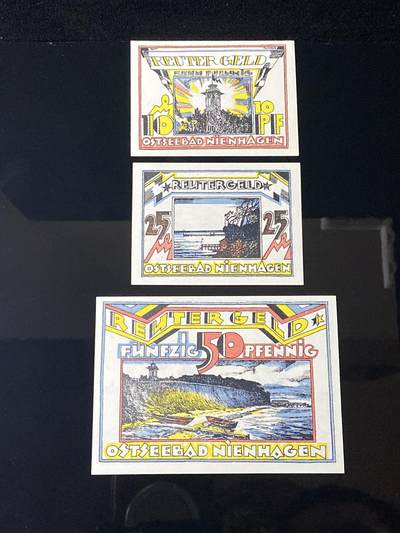 REUTERGELD
ZEHN PFENNIG
10 10 PF
OSTSEEBAD NIENHAGEN
REUTERGELD
25 25
OSTSEEBAD NIENHAGEN
REUTERGELD
FÜNFZIG 50 PFENNIG
OSTSEEBAD NIENHAGEN